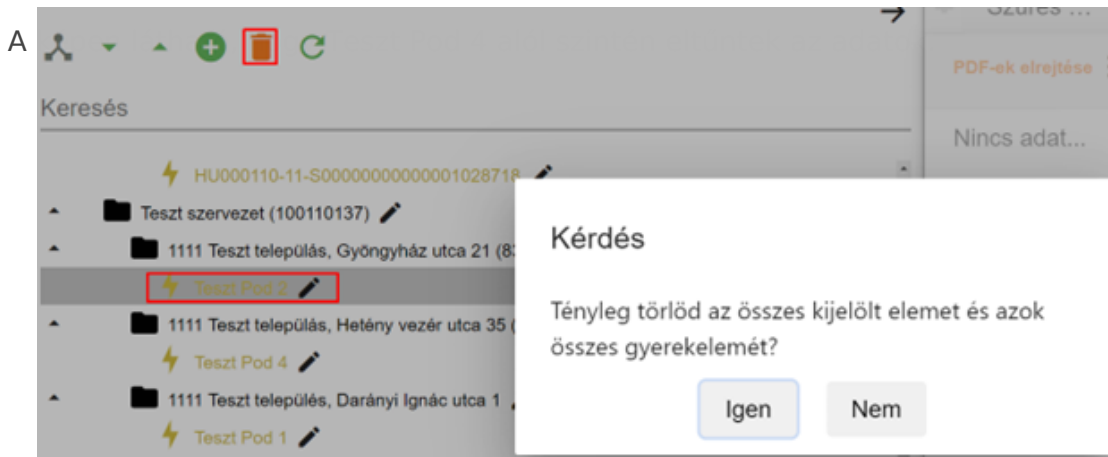 Szűrés ...
A
PDF-ek elrejtése
Keresés
Nincs adat...
HU000110-11-S00000000000001028718
Teszt szervezet (100110137)
1111 Teszt település, Gyöngyház utca 21 (83
Teszt Pod 2
1111 Teszt település, Hetény vezér utca 35 (
Teszt Pod 4
1111 Teszt település, Darányi Ignác utca 1
Teszt Pod 1
Kérdés
Tényleg törlöd az összes kijelölt elemet és azok
összes gyerekelemét?
Igen Nem